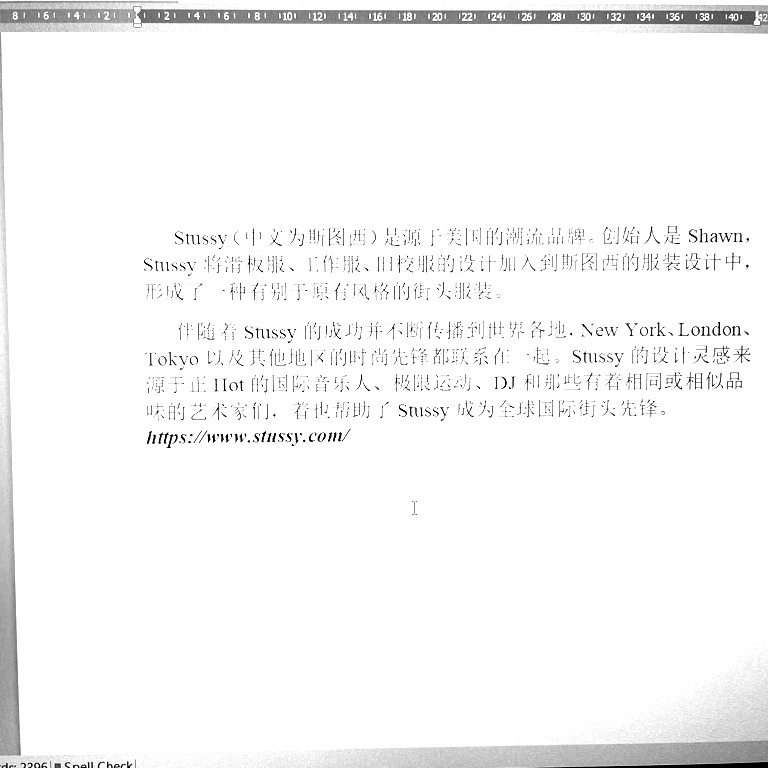 8 6 4 2 2 4 6 8 10 12 14 16 18 20 22 24 26 28 30 32 34 36 38 40 42
Stussy（中文为斯图西）是源于美国的潮流品牌。创始人是 Shawn，
Stussy 将滑板服、工作服、旧校服的设计加入到斯图西的服装设计中，
形成了一种有别于原有风格的街头服装。
伴随着 Stussy 的成功并不断传播到世界各地，New York、London、
Tokyo 以及其他地区的时尚先锋都联系在一起。Stussy 的设计灵感来
源于正 Hot 的国际音乐人、极限运动、DJ 和那些有着相同或相似品
味的艺术家们，着也帮助了 Stussy 成为全球国际街头先锋。
https://www.stussy.com/
rds: 2396 Spell Check